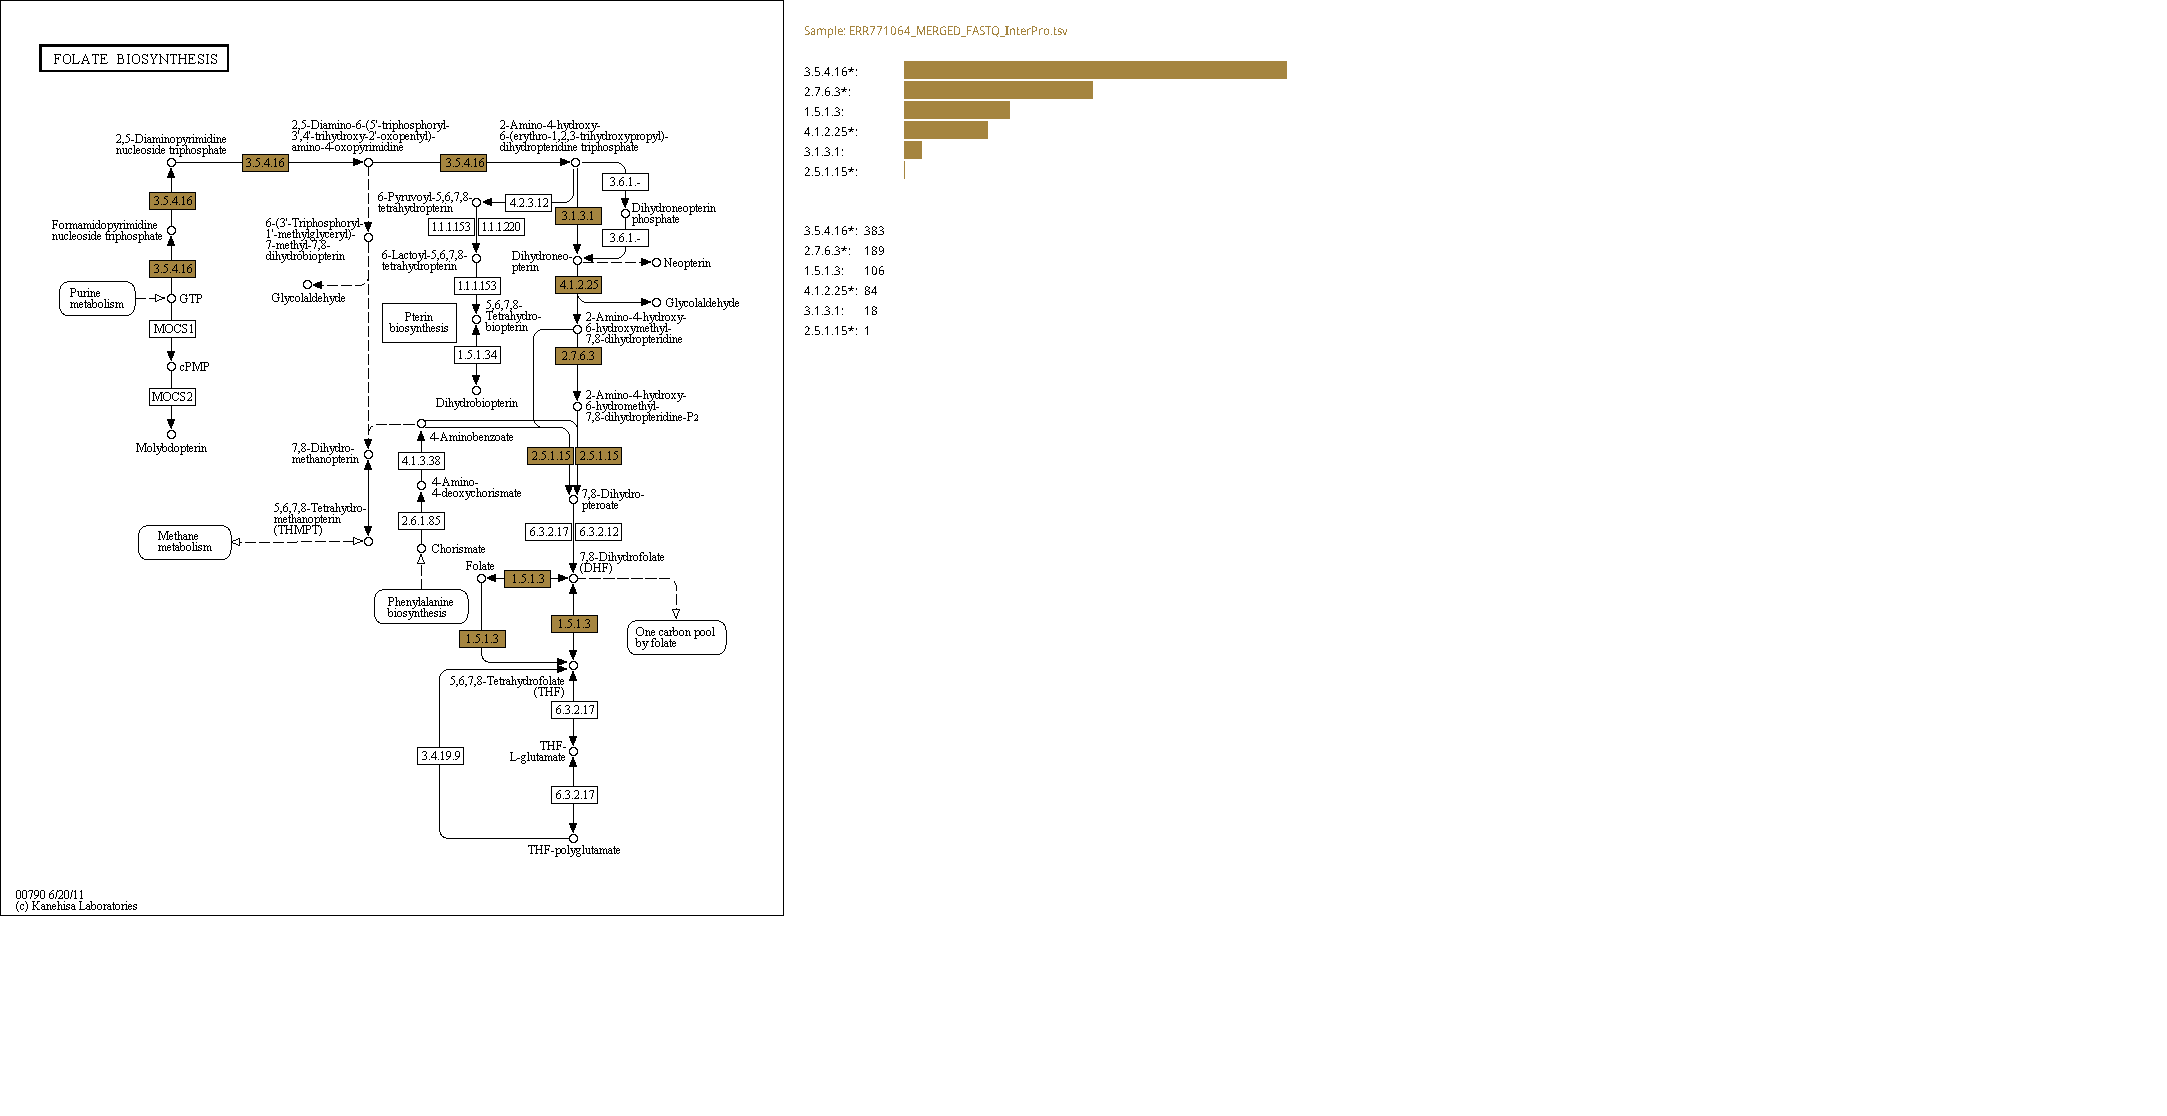 FOLATE BIOSYNTHESIS
2,5-Diaminopyrimidine
nucleoside triphosphate
3.5.4.16
2,5-Diamino-6-(5'-triphosphoryl-
3',4'-trihydroxy-2'-oxopentyl)-
amino-4-oxopyrimidine
3.5.4.16
2-Amino-4-hydroxy-
6-(erythro-1,2,3-trihydroxypropyl)-
dihydropteridine triphosphate
3.6.1.-
3.5.4.16
6-Pyruvoyl-5,6,7,8-
tetrahydropterin
4.2.3.12
3.1.3.1
Dihydroneopterin
phosphate
Formamidopyrimidine
nucleoside triphosphate
6-(3'-Triphosphoryl-
1'-methylglyceryl)-
7-methyl-7,8-
dihydrobiopterin
1.1.1.153
1.1.1.220
3.6.1.-
3.5.4.16
6-Lactoyl-5,6,7,8-
tetrahydropterin
Dihydroneo-
pterin
Neopterin
Purine
metabolism
GTP
Glycolaldehyde
1.1.1.153
4.1.2.25
Glycolaldehyde
MOCS1
Pterin
biosynthesis
5,6,7,8-
Tetrahydro-
biopterin
2-Amino-4-hydroxy-
6-hydroxymethyl-
7,8-dihydropteridine
1.5.1.34
2.7.6.3
cPMP
MOCS2
Dihydrobiopterin
2-Amino-4-hydroxy-
6-hydromethyl-
7,8-dihydropteridine-P2
Molybdopterin
4-Aminobenzoate
7,8-Dihydro-
methanopterin
4.1.3.38
2.5.1.15
2.5.1.15
4-Amino-
4-deoxychorismate
7,8-Dihydro-
pteroate
5,6,7,8-Tetrahydro-
methanopterin
(THMPT)
2.6.1.85
6.3.2.17
6.3.2.12
Methane
metabolism
Chorismate
7,8-Dihydrofolate
(DHF)
Folate
1.5.1.3
Phenylalanine
biosynthesis
1.5.1.3
1.5.1.3
One carbon pool
by folate
5,6,7,8-Tetrahydrofolate
(THF)
6.3.2.17
3.4.19.9
THF-
L-glutamate
6.3.2.17
THF-polyglutamate
00790 6/20/11
(c) Kanehisa Laboratories
Sample: ERR771064_MERGED_FASTQ_InterPro.tsv
3.5.4.16*:
2.7.6.3*:
1.5.1.3:
4.1.2.25*:
3.1.3.1:
2.5.1.15*:
3.5.4.16*: 383
2.7.6.3*: 189
1.5.1.3: 106
4.1.2.25*: 84
3.1.3.1: 18
2.5.1.15*: 1